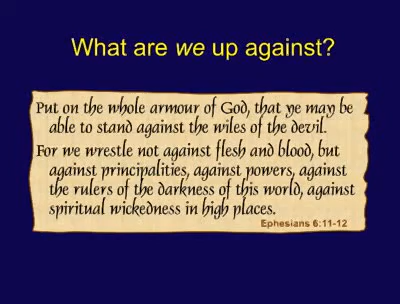 What are we up against?
Put on the whole armour of God, that ye may be
able to stand against the wiles of the devil.
For we wrestle not against flesh and blood, but
against principalities, against powers, against
the rulers of the darkness of this world, against
spiritual wickedness in high places.
Ephesians 6:11-12